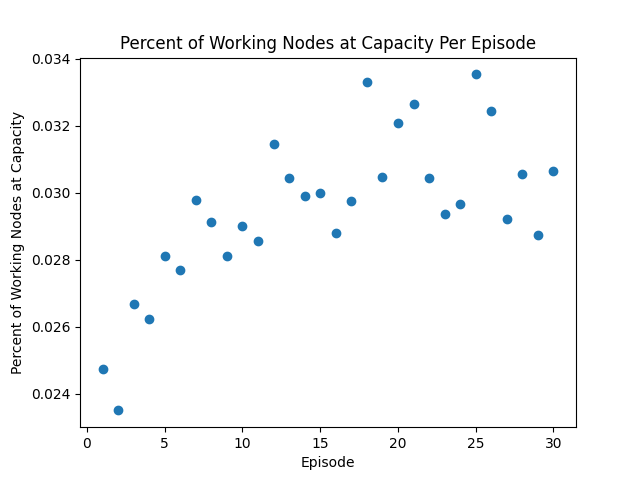 Percent of Working Nodes at Capacity Per Episode
0.034
0.032
0.030
0.028
0.026
0.024
Percent of Working Nodes at Capacity
0 5 10 15 20 25 30
Episode